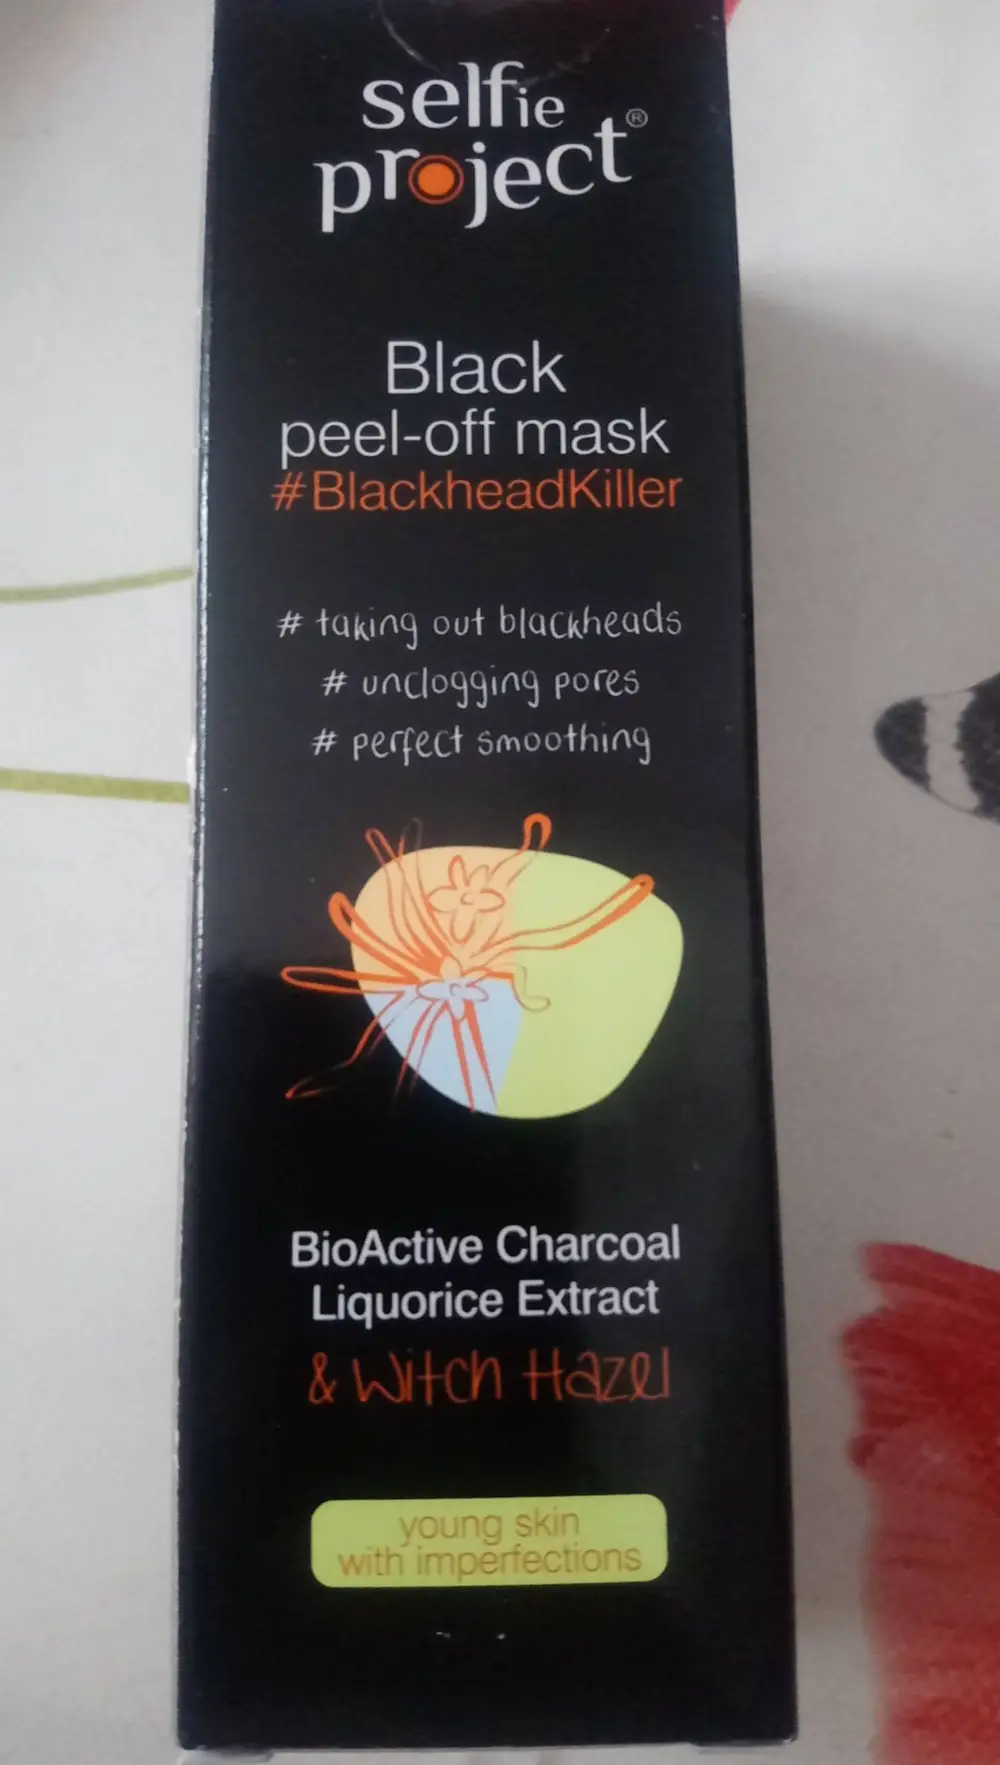 selfie
project®
Black
peel-off mask
#BlackheadKiller
# taking out blackheads
# unclogging pores
# perfect smoothing
BioActive Charcoal
Liquorice Extract
& Witch Hazel
young skin
with imperfections